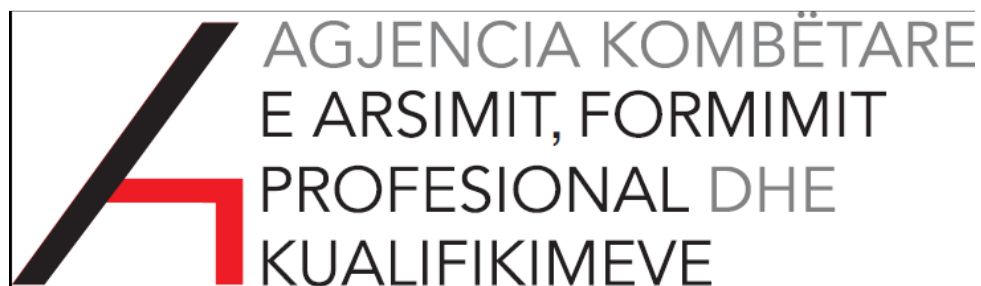 AGJENCIA KOMBËTARE
E ARSIMIT, FORMIMIT
PROFESIONAL DHE
KUALIFIKIMEVE